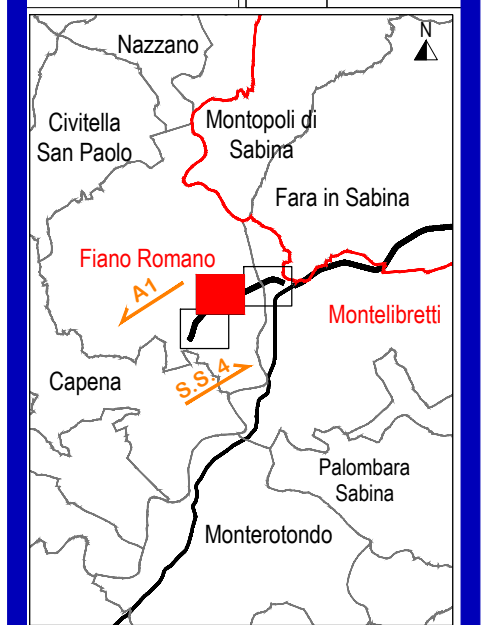 N
Nazzano
Civitella
San Paolo
Montopoli di
Sabina
Fara in Sabina
Fiano Romano
A1
Montelibretti
Capena
S.S. 4
Palombara
Sabina
Monterotondo